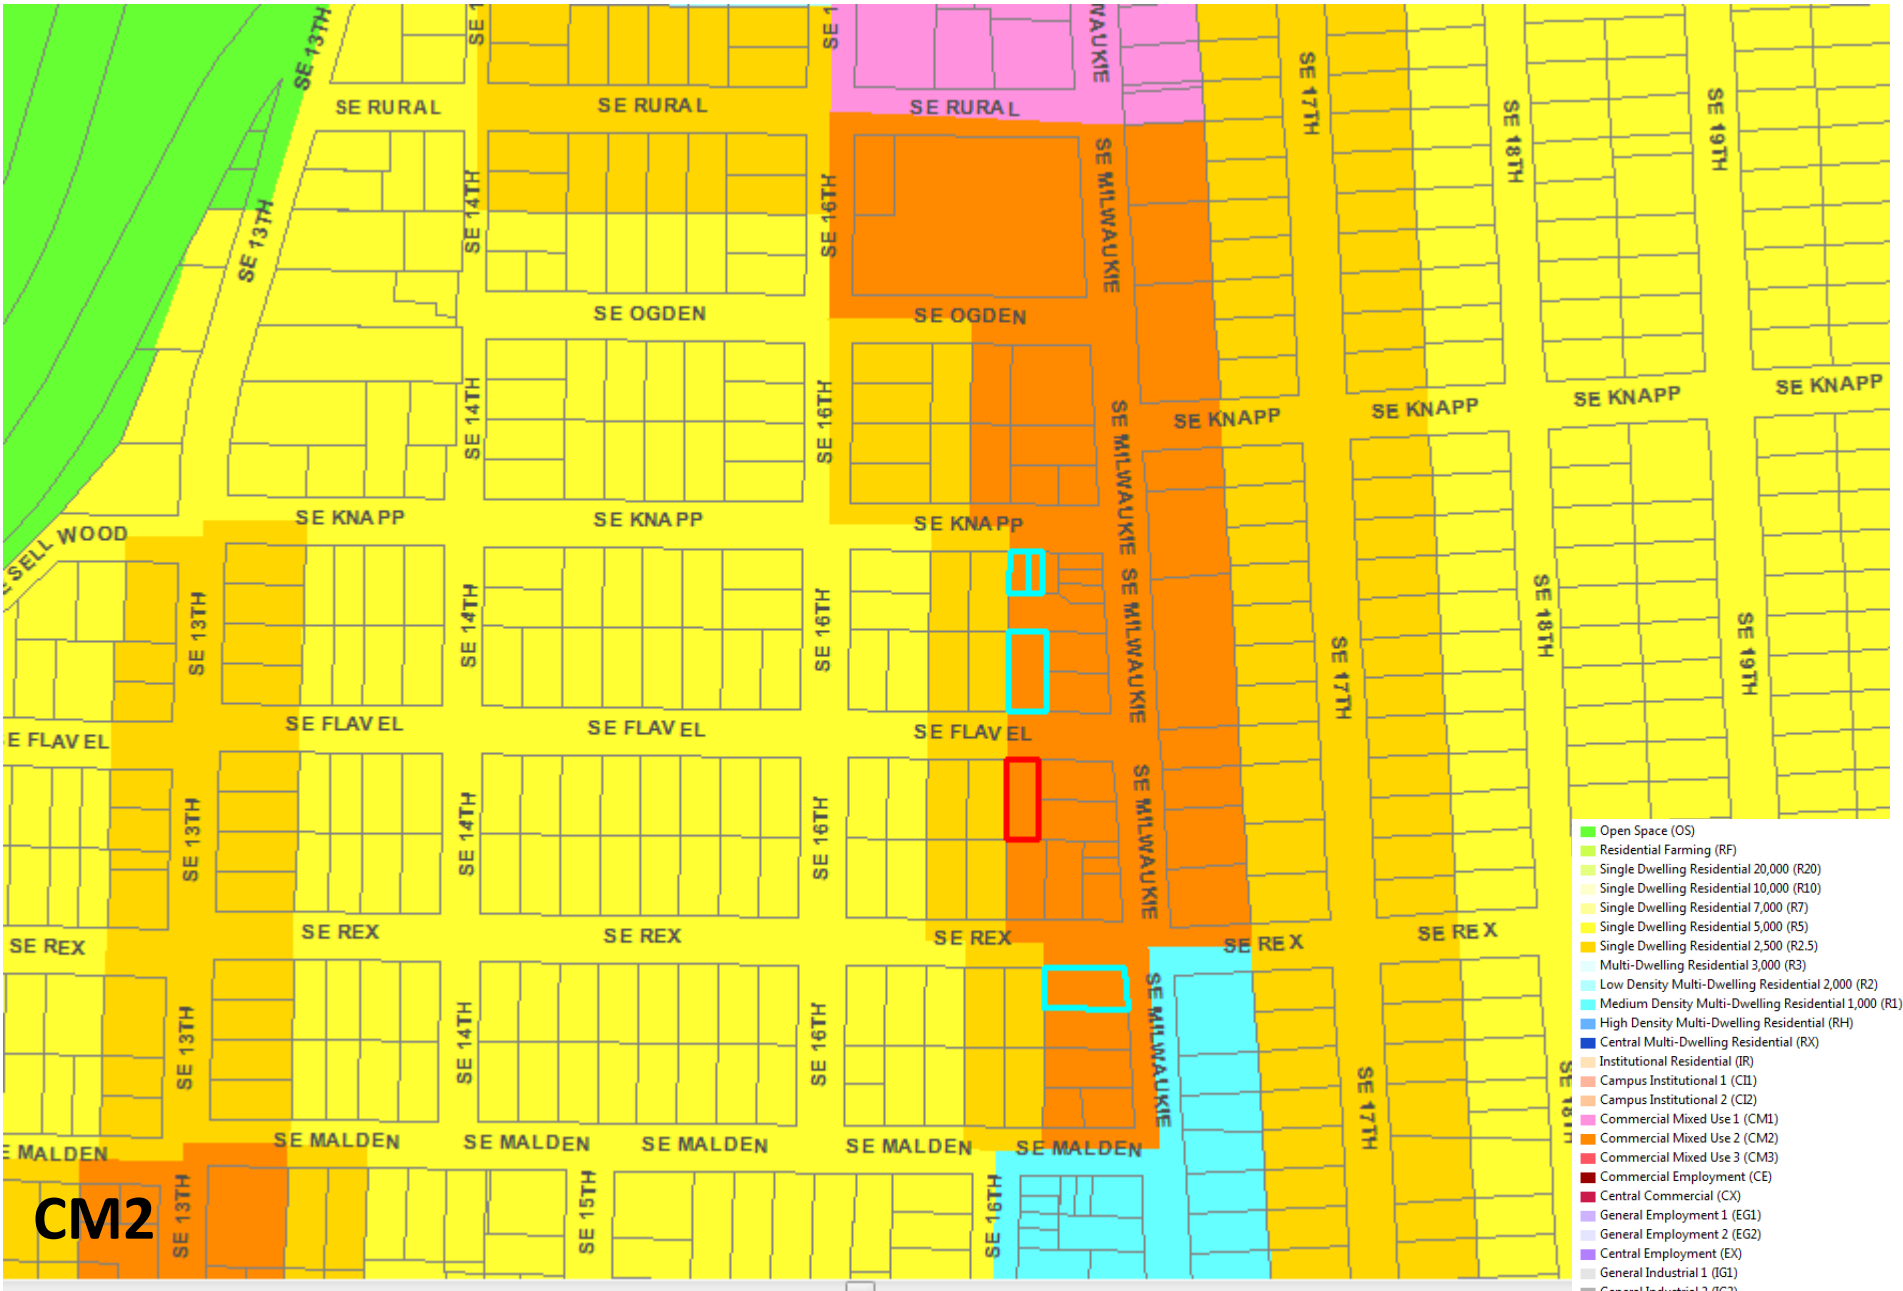 SE 13TH
SE 1
SE 1
WAUKIE
SE 17TH
SE RURAL
SE RURAL
SE RURAL
SE 18TH
SE 19TH
SE 13TH
SE 14TH
SE 16TH
SE MILWAUKIE
SE OGDEN
SE OGDEN
SE 14TH
SE 16TH
SE MILWAUKIE
SE KNAPP
SE KNAPP
SE KNAPP
SE KNAPP
SE KNAPP
SE KNAPP
SE KNAPP
SELLWOOD
SE 13TH
SE 14TH
SE 16TH
SE MILWAUKIE
SE 17TH
SE 18TH
SE 19TH
E FLAVEL
SE FLAVEL
SE FLAVEL
SE FLAVEL
SE 13TH
SE 14TH
SE 16TH
SE MILWAUKIE
SE REX
SE REX
SE REX
SE REX
SE REX
SE REX
SE 13TH
SE 14TH
SE 16TH
SE MILWAUKIE
SE 17TH
SE 18TH
E MALDEN
SE MALDEN
SE MALDEN
SE MALDEN
SE MALDEN
SE MALDEN
SE 13TH
SE 15TH
SE 16TH
CM2
Open Space (OS)
Residential Farming (RF)
Single Dwelling Residential 20,000 (R20)
Single Dwelling Residential 10,000 (R10)
Single Dwelling Residential 7,000 (R7)
Single Dwelling Residential 5,000 (R5)
Single Dwelling Residential 2,500 (R2.5)
Multi-Dwelling Residential 3,000 (R3)
Low Density Multi-Dwelling Residential 2,000 (R2)
Medium Density Multi-Dwelling Residential 1,000 (R1)
High Density Multi-Dwelling Residential (RH)
Central Multi-Dwelling Residential (RX)
Institutional Residential (IR)
Campus Institutional 1 (CI1)
Campus Institutional 2 (CI2)
Commercial Mixed Use 1 (CM1)
Commercial Mixed Use 2 (CM2)
Commercial Mixed Use 3 (CM3)
Commercial Employment (CE)
Central Commercial (CX)
General Employment 1 (EG1)
General Employment 2 (EG2)
Central Employment (EX)
General Industrial 1 (IG1)
General Industrial 2 (IG2)